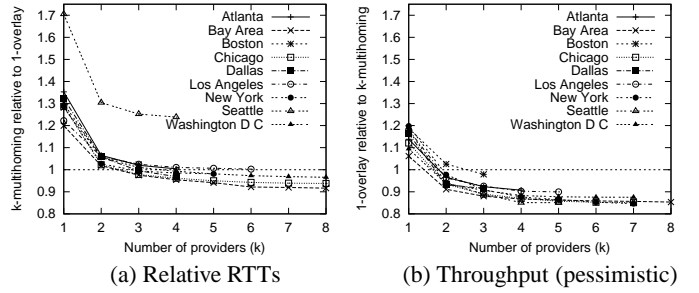 k-multihoming relative to 1-overlay
1.7
1.6
1.5
1.4
1.3
1.2
1.1
1
0.9
0.8
Atlanta
Bay Area
Boston
Chicago
Dallas
Los Angeles
New York
Seattle
Washington D C
1 2 3 4 5 6 7 8
Number of providers (k)
(a) Relative RTTs
1-overlay relative to k-multihoming
1.7
1.6
1.5
1.4
1.3
1.2
1.1
1
0.9
0.8
Atlanta
Bay Area
Boston
Chicago
Dallas
Los Angeles
New York
Seattle
Washington D C
1 2 3 4 5 6 7 8
Number of providers (k)
(b) Throughput (pessimistic)